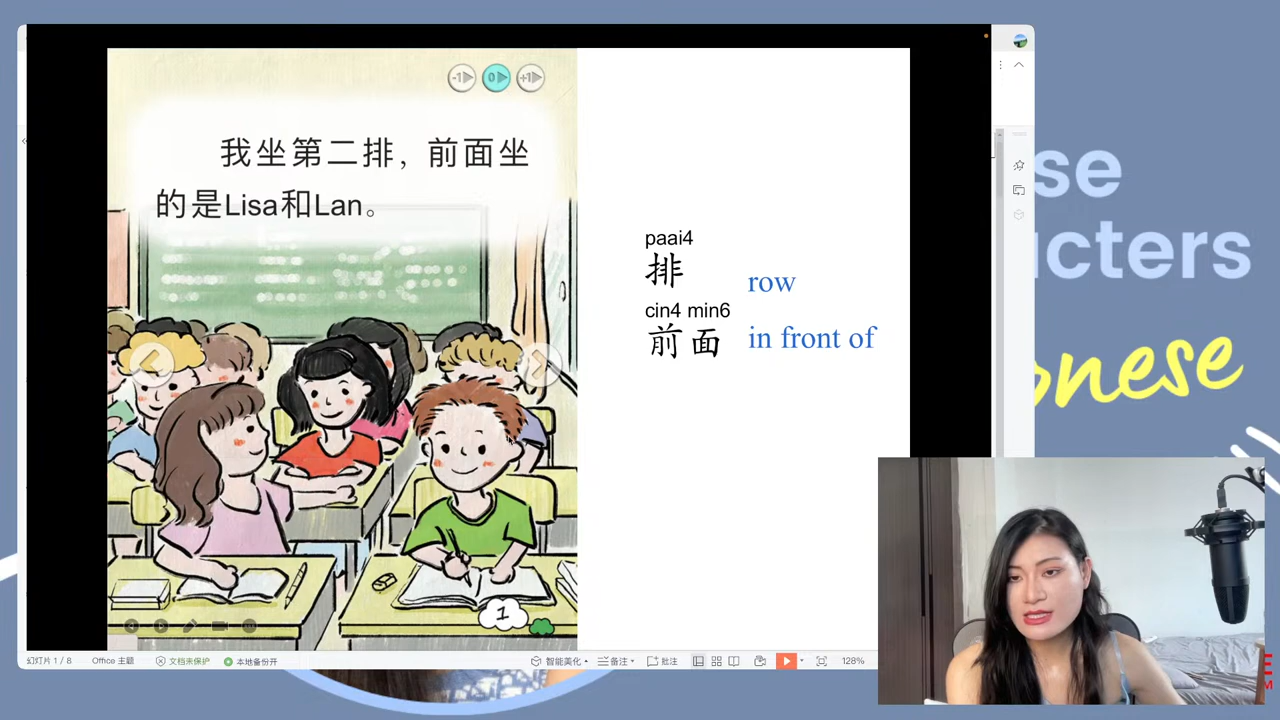 -1
0
+1
我坐第二排，前面坐
的是Lisa和Lan。
paai4
排
row
cin4 min6
前面
in front of
1
幻灯片 1 / 8
Office 主题
文档未保护
本地备份开
智能美化
备注
批注
128%
se
cters
nese
E
M